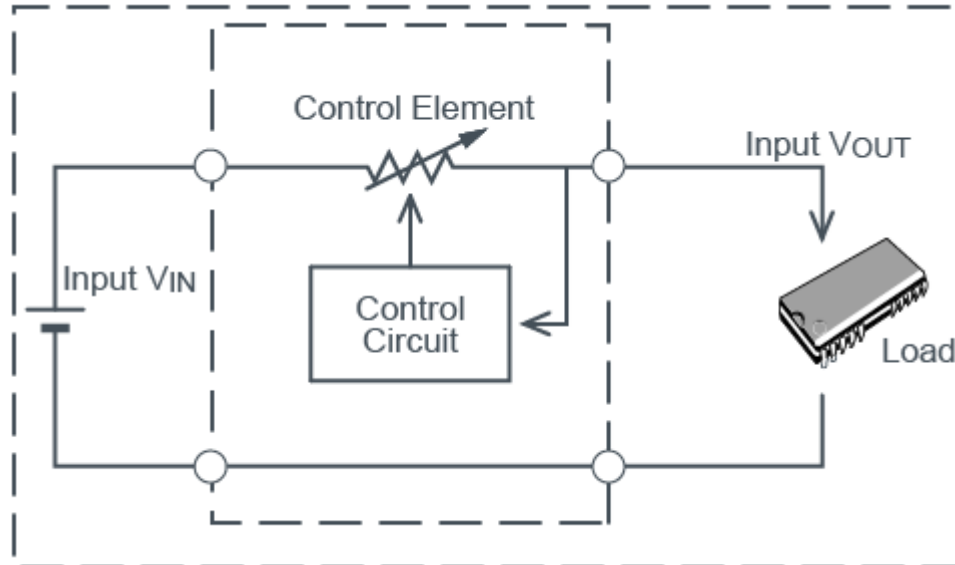 Control Element
Input VOUT
Input VIN
Control
Circuit
Load